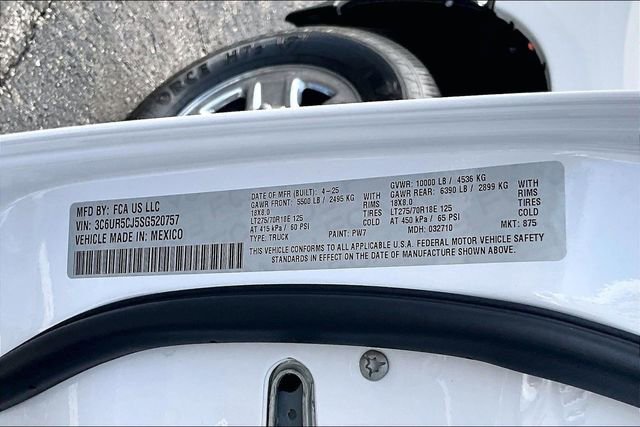 ORCE HTS
MFD BY: FCA US LLC
VIN: 3C6UR5CJ5SG520757
VEHICLE MADE IN: MEXICO
DATE OF MFR (BUILT): 4-25
GAWR FRONT: 5500 LB / 2495 KG
18X8.0
LT275/70R18E 125
AT 415 kPa / 60 PSI
TYPE: TRUCK
WITH
RIMS
TIRES
COLD
PAINT: PW7
GVWR: 10000 LB / 4536 KG
GAWR REAR: 6390 LB / 2899 KG
18X8.0
LT275/70R18E 125
AT 450 kPa / 65 PSI
MDH: 032710
WITH
RIMS
TIRES
COLD
MKT: 875
THIS VEHICLE CONFORMS TO ALL APPLICABLE U.S.A. FEDERAL MOTOR VEHICLE SAFETY
STANDARDS IN EFFECT ON THE DATE OF MANUFACTURE SHOWN ABOVE.